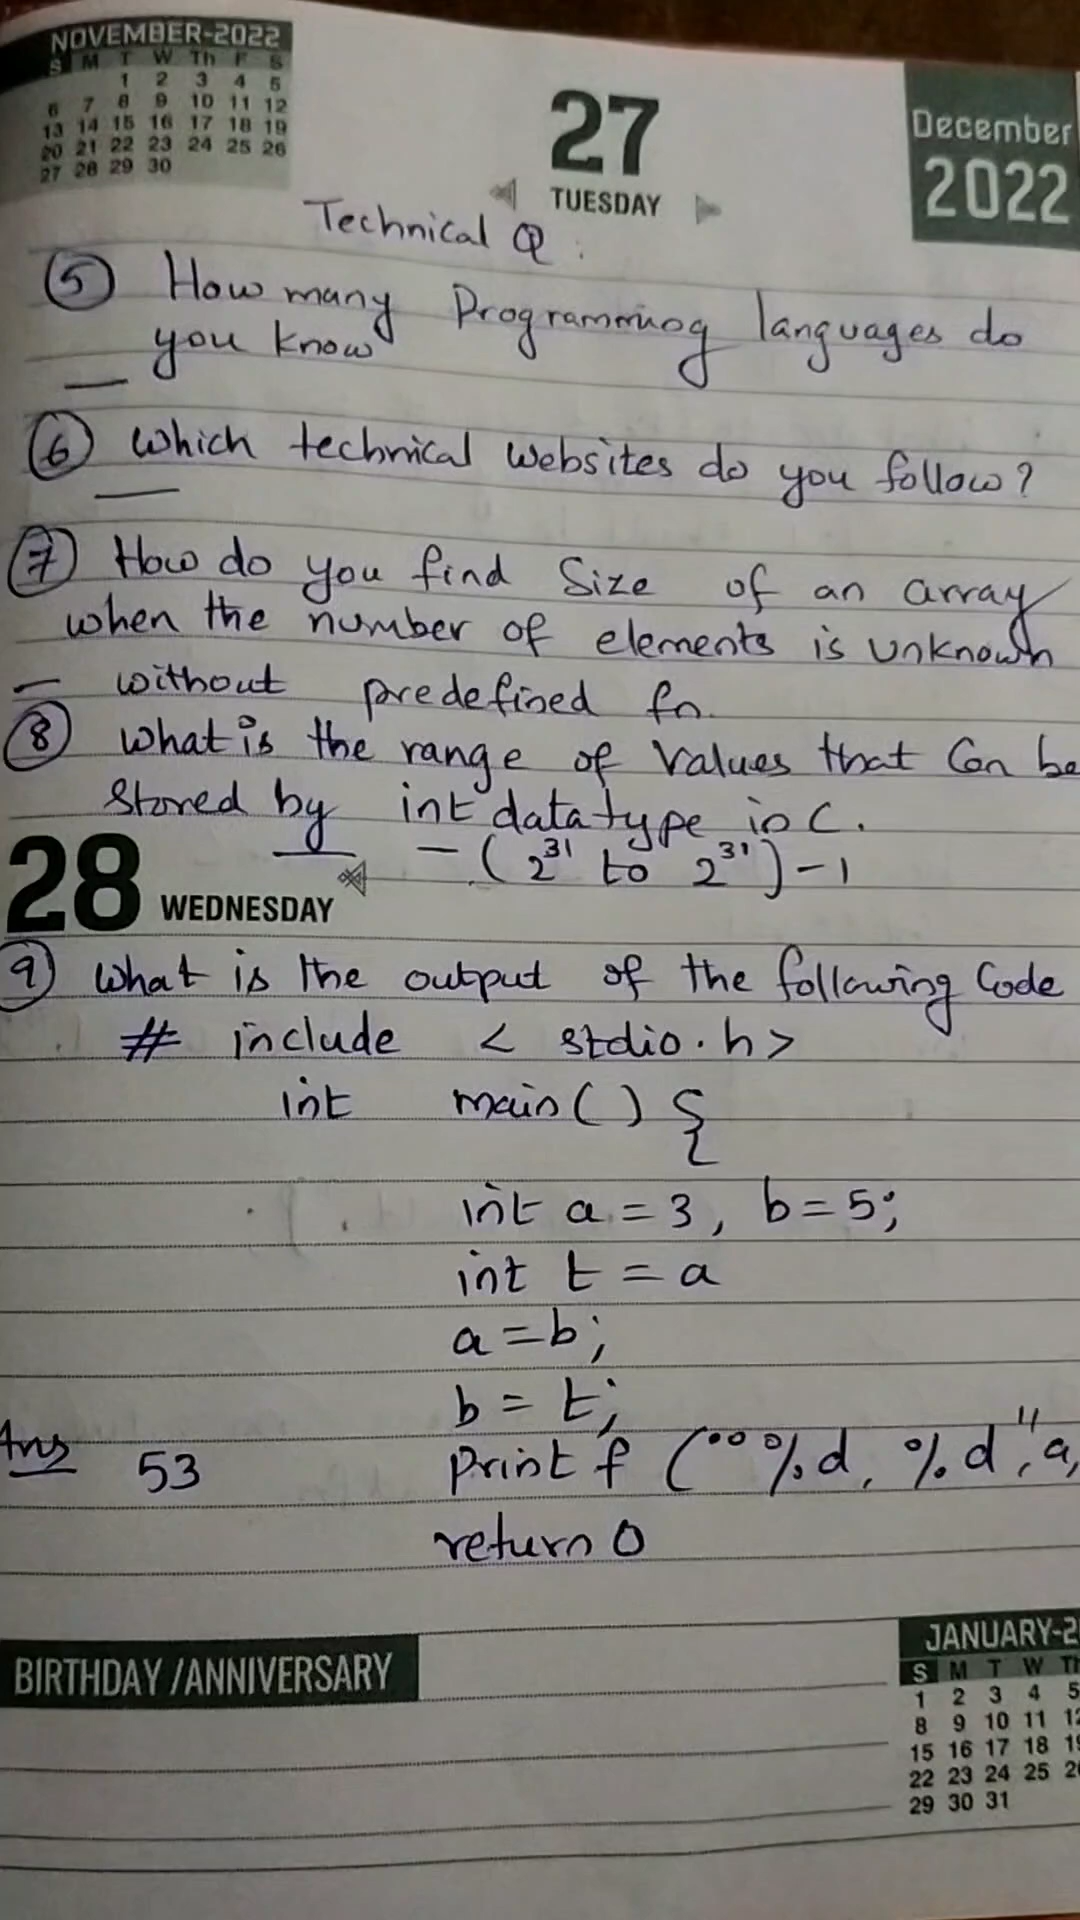 NOVEMBER-2022
S M T W Th F S
1 2 3 4 5
6 7 8 9 10 11 12
13 14 15 16 17 18 19
20 21 22 23 24 25 26
27 28 29 30
27
TUESDAY
December
2022
Technical Q.
5 How many Programming languages do
you know
6 Which technical websites do you follow?
7 How do you find Size of an array
when the number of elements is unknown
without predefined fn.
8 What is the range of Values that Can be
Stored by int datatype in C.
-(2^31 to 2^31)-1
28 WEDNESDAY
9 What is the output of the following Code
# include < stdio.h>
int main() {
int a = 3, b = 5;
int t = a
a = b;
b = t;
Ans 53 printf ("%d, %d", a,
return 0
BIRTHDAY /ANNIVERSARY
JANUARY-2
S M T W Th
1 2 3 4 5
8 9 10 11 12
15 16 17 18 19
22 23 24 25 26
29 30 31